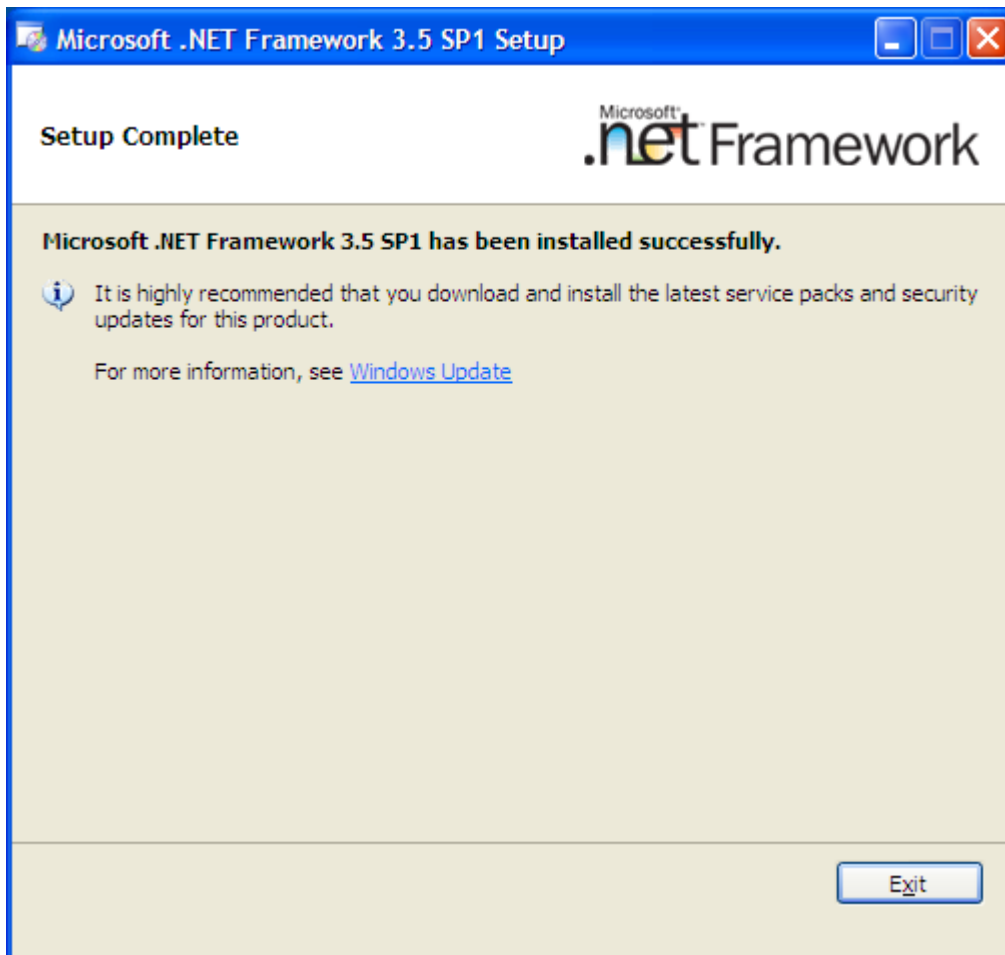 Microsoft .NET Framework 3.5 SP1 Setup
Setup Complete
Microsoft
.net Framework
Microsoft .NET Framework 3.5 SP1 has been installed successfully.
It is highly recommended that you download and install the latest service packs and security
updates for this product.
For more information, see Windows Update
Exit